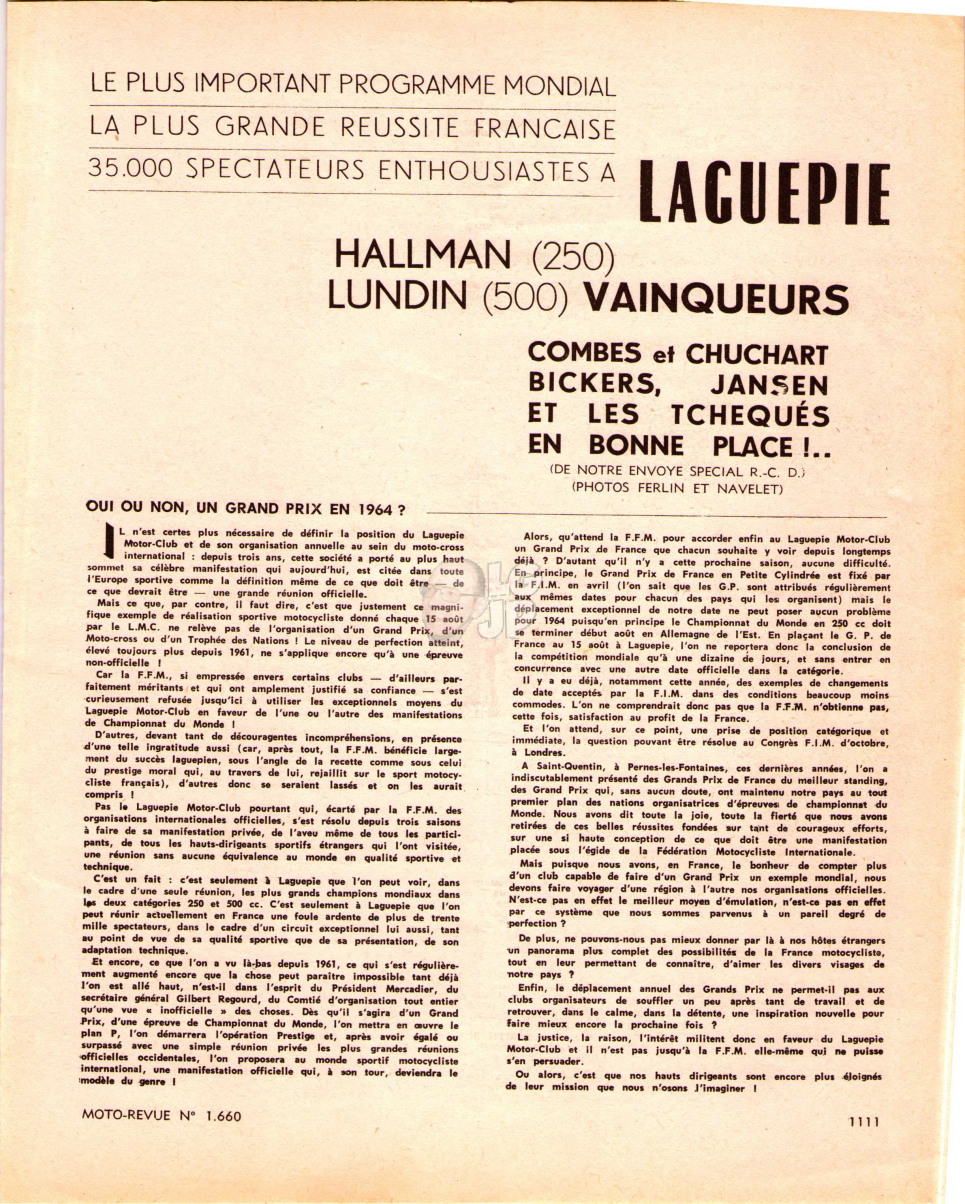 LE PLUS IMPORTANT PROGRAMME MONDIAL
LA PLUS GRANDE REUSSITE FRANCAISE
35.000 SPECTATEURS ENTHOUSIASTES A
LAGUEPIE
HALLMAN (250)
LUNDIN (500) VAINQUEURS
COMBES et CHUCHART
BICKERS, JANSEN
ET LES TCHEQUÉS
EN BONNE PLACE !..
(DE NOTRE ENVOYE SPECIAL R.-C. D.)
(PHOTOS FERLIN ET NAVELET)
OUI OU NON, UN GRAND PRIX EN 1964 ?
IL n'est certes plus nécessaire de définir la position du Laguepie
Motor-Club et de son organisation annuelle au sein du moto-cross
international : depuis trois ans, cette société a porté au plus haut
sommet sa célèbre manifestation qui aujourd'hui, est citée dans toute
l'Europe sportive comme la définition même de ce que doit être — de
ce que devrait être — une grande réunion officielle.
Mais ce que, par contre, il faut dire, c'est que justement ce magni-
fique exemple de réalisation sportive motocycliste donné chaque 15 août
par le L.M.C. ne relève pas de l'organisation d'un Grand Prix, d'un
Moto-cross ou d'un Trophée des Nations ! Le niveau de perfection atteint,
élevé toujours plus depuis 1961, ne s'applique encore qu'à une épreuve
non-officielle !
Car la F.F.M., si empressée envers certains clubs — d'ailleurs par-
faitement méritants et qui ont amplement justifié sa confiance — s'est
curieusement refusée jusqu'ici à utiliser les exceptionnels moyens du
Laguepie Motor-Club en faveur de l'une ou l'autre des manifestations
de Championnat du Monde !
D'autres, devant tant de décourageantes incompréhensions, en présence
d'une telle ingratitude aussi (car, après tout, la F.F.M. bénéficie large-
ment du succès laguepien, sous l'angle de la recette comme sous celui
du prestige moral qui, au travers de lui, rejaillit sur le sport motocy-
cliste français), d'autres donc se seraient lassés et on les aurait
compris !
Pas le Laguepie Motor-Club pourtant qui, écarté par la F.F.M. des
organisations internationales officielles, s'est résolu depuis trois saisons
à faire de sa manifestation privée, de l'aveu même de tous les partici-
pants, de tous les hauts-dirigeants sportifs étrangers qui l'ont visitée,
une réunion sans aucune équivalence au monde en qualité sportive et
technique.
C'est un fait : c'est seulement à Laguepie que l'on peut voir, dans
le cadre d'une seule réunion, les plus grands champions mondiaux dans
les deux catégories 250 et 500 cc. C'est seulement à Laguepie que l'on
peut réunir actuellement en France une foule ardente de plus de trente
mille spectateurs, dans le cadre d'un circuit exceptionnel lui aussi, tant
au point de vue de sa qualité sportive que de sa présentation, de son
adaptation technique.
Et encore, ce que l'on a vu là-bas depuis 1961, ce qui s'est régulière-
ment augmenté encore que la chose peut paraître impossible tant déjà
l'on est allé haut, n'est-il dans l'esprit du Président Mercadier, du
secrétaire général Gilbert Regourd, du Comtié d'organisation tout entier
qu'une vue « inofficielle » des choses. Dès qu'il s'agira d'un Grand
Prix, d'une épreuve de Championnat du Monde, l'on mettra en œuvre le
plan P, l'on démarrera l'opération Prestige et, après avoir égalé ou
surpassé avec une simple réunion privée les plus grandes réunions
officielles occidentales, l'on proposera au monde sportif motocycliste
international, une manifestation officielle qui, à son tour, deviendra le
modèle du genre !
Alors, qu'attend la F.F.M. pour accorder enfin au Laguepie Motor-Club
un Grand Prix de France que chacun souhaite y voir depuis longtemps
déjà ? D'autant qu'il n'y a cette prochaine saison, aucune difficulté.
En principe, le Grand Prix de France en Petite Cylindrée est fixé par
la F.I.M. en avril (l'on sait que les G.P. sont attribués régulièrement
aux mêmes dates pour chacun des pays qui les organisent) mais le
déplacement exceptionnel de notre date ne peut poser aucun problème
pour 1964 puisqu'en principe le Championnat du Monde en 250 cc doit
se terminer début août en Allemagne de l'Est. En plaçant le G. P. de
France au 15 août à Laguepie, l'on ne reportera donc la conclusion de
la compétition mondiale qu'à une dizaine de jours, et sans entrer en
concurrence avec une autre date officielle dans la catégorie.
Il y a eu déjà, notamment cette année, des exemples de changements
de date acceptés par la F.I.M. dans des conditions beaucoup moins
commodes. L'on ne comprendrait donc pas que la F.F.M. n'obtienne pas,
cette fois, satisfaction au profit de la France.
Et l'on attend, sur ce point, une prise de position catégorique et
immédiate, la question pouvant être résolue au Congrès F.I.M. d'octobre,
à Londres.
A Saint-Quentin, à Pernes-les-Fontaines, ces dernières années, l'on a
indiscutablement présenté des Grands Prix de France du meilleur standing,
des Grand Prix qui, sans aucun doute, ont maintenu notre pays au tout
premier plan des nations organisatrices d'épreuves de championnat du
Monde. Nous avons dit toute la joie, toute la fierté que nous avons
retirées de ces belles réussites fondées sur tant de courageux efforts,
sur une si haute conception de ce que doit être une manifestation
placée sous l'égide de la Fédération Motocycliste Internationale.
Mais puisque nous avons, en France, le bonheur de compter plus
d'un club capable de faire d'un Grand Prix un exemple mondial, nous
devons faire voyager d'une région à l'autre nos organisations officielles.
N'est-ce pas en effet le meilleur moyen d'émulation, n'est-ce pas en effet
par ce système que nous sommes parvenus à un pareil degré de
perfection ?
De plus, ne pouvons-nous pas mieux donner par là à nos hôtes étrangers
un panorama plus complet des possibilités de la France motocycliste,
tout en leur permettant de connaître, d'aimer les divers visages de
notre pays ?
Enfin, le déplacement annuel des Grands Prix ne permet-il pas aux
clubs organisateurs de souffler un peu après tant de travail et de
retrouver, dans le calme, dans la détente, une inspiration nouvelle pour
faire mieux encore la prochaine fois ?
La justice, la raison, l'intérêt militent donc en faveur du Laguepie
Motor-Club et il n'est pas jusqu'à la F.F.M. elle-même qui ne puisse
s'en persuader.
Ou alors, c'est que nos hauts dirigeants sont encore plus éloignés
de leur mission que nous n'osons l'imaginer !
MOTO-REVUE N° 1.660
1111